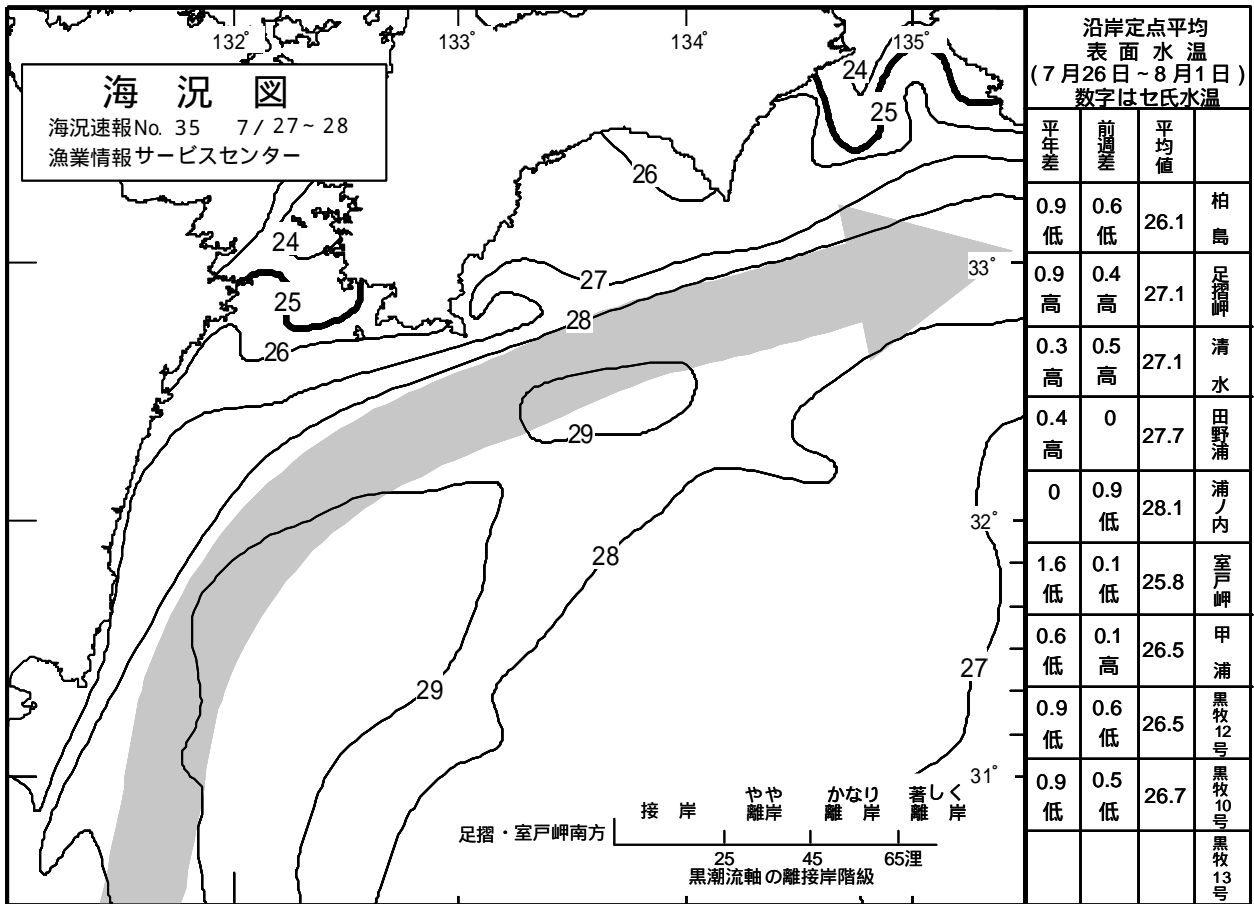 132°
133°
134°
135°
海況図
海況速報No. 35 7/27~28
漁業情報サービスセンター
24
25
26
24
25
26
27
28
33°
29
32°
28
29
27
31°
接岸
やや離岸
かなり離岸
著しく離岸
足摺・室戸岬南方
25
45
65浬
黒潮流軸の離接岸階級
沿岸定点平均
表面水温
(7月26日~8月1日)
数字はセ氏水温
平年差 前週差 平均値
0.9低 0.6低 26.1 柏島
0.9高 0.4高 27.1 足摺岬
0.3高 0.5高 27.1 清水
0.4高 0 27.7 田野浦
0 0.9低 28.1 浦ノ内
1.6低 0.1低 25.8 室戸岬
0.6低 0.1高 26.5 甲浦
0.9低 0.6低 26.5 黒牧12号
0.9低 0.5低 26.7 黒牧10号
黒牧13号